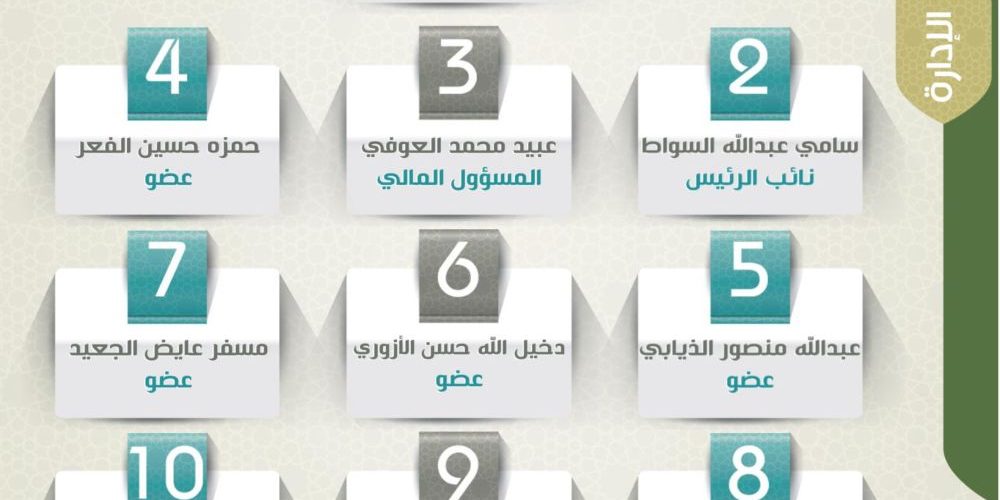 الإدارة
2
سامي عبدالله السواط
نائب الرئيس
3
عبيد محمد العوفي
المسؤول المالي
4
حمزه حسين الفعر
عضو
5
عبدالله منصور الذيابي
عضو
6
دخيل الله حسن الأزوري
عضو
7
مسفر عايض الجعيد
عضو
8
9
10